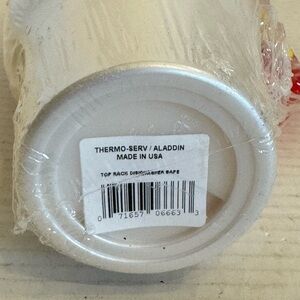 THERMO-SERV / ALADDIN
MADE IN USA
TOP RACK DISHWASHER SAFE
0 71657 06663 3